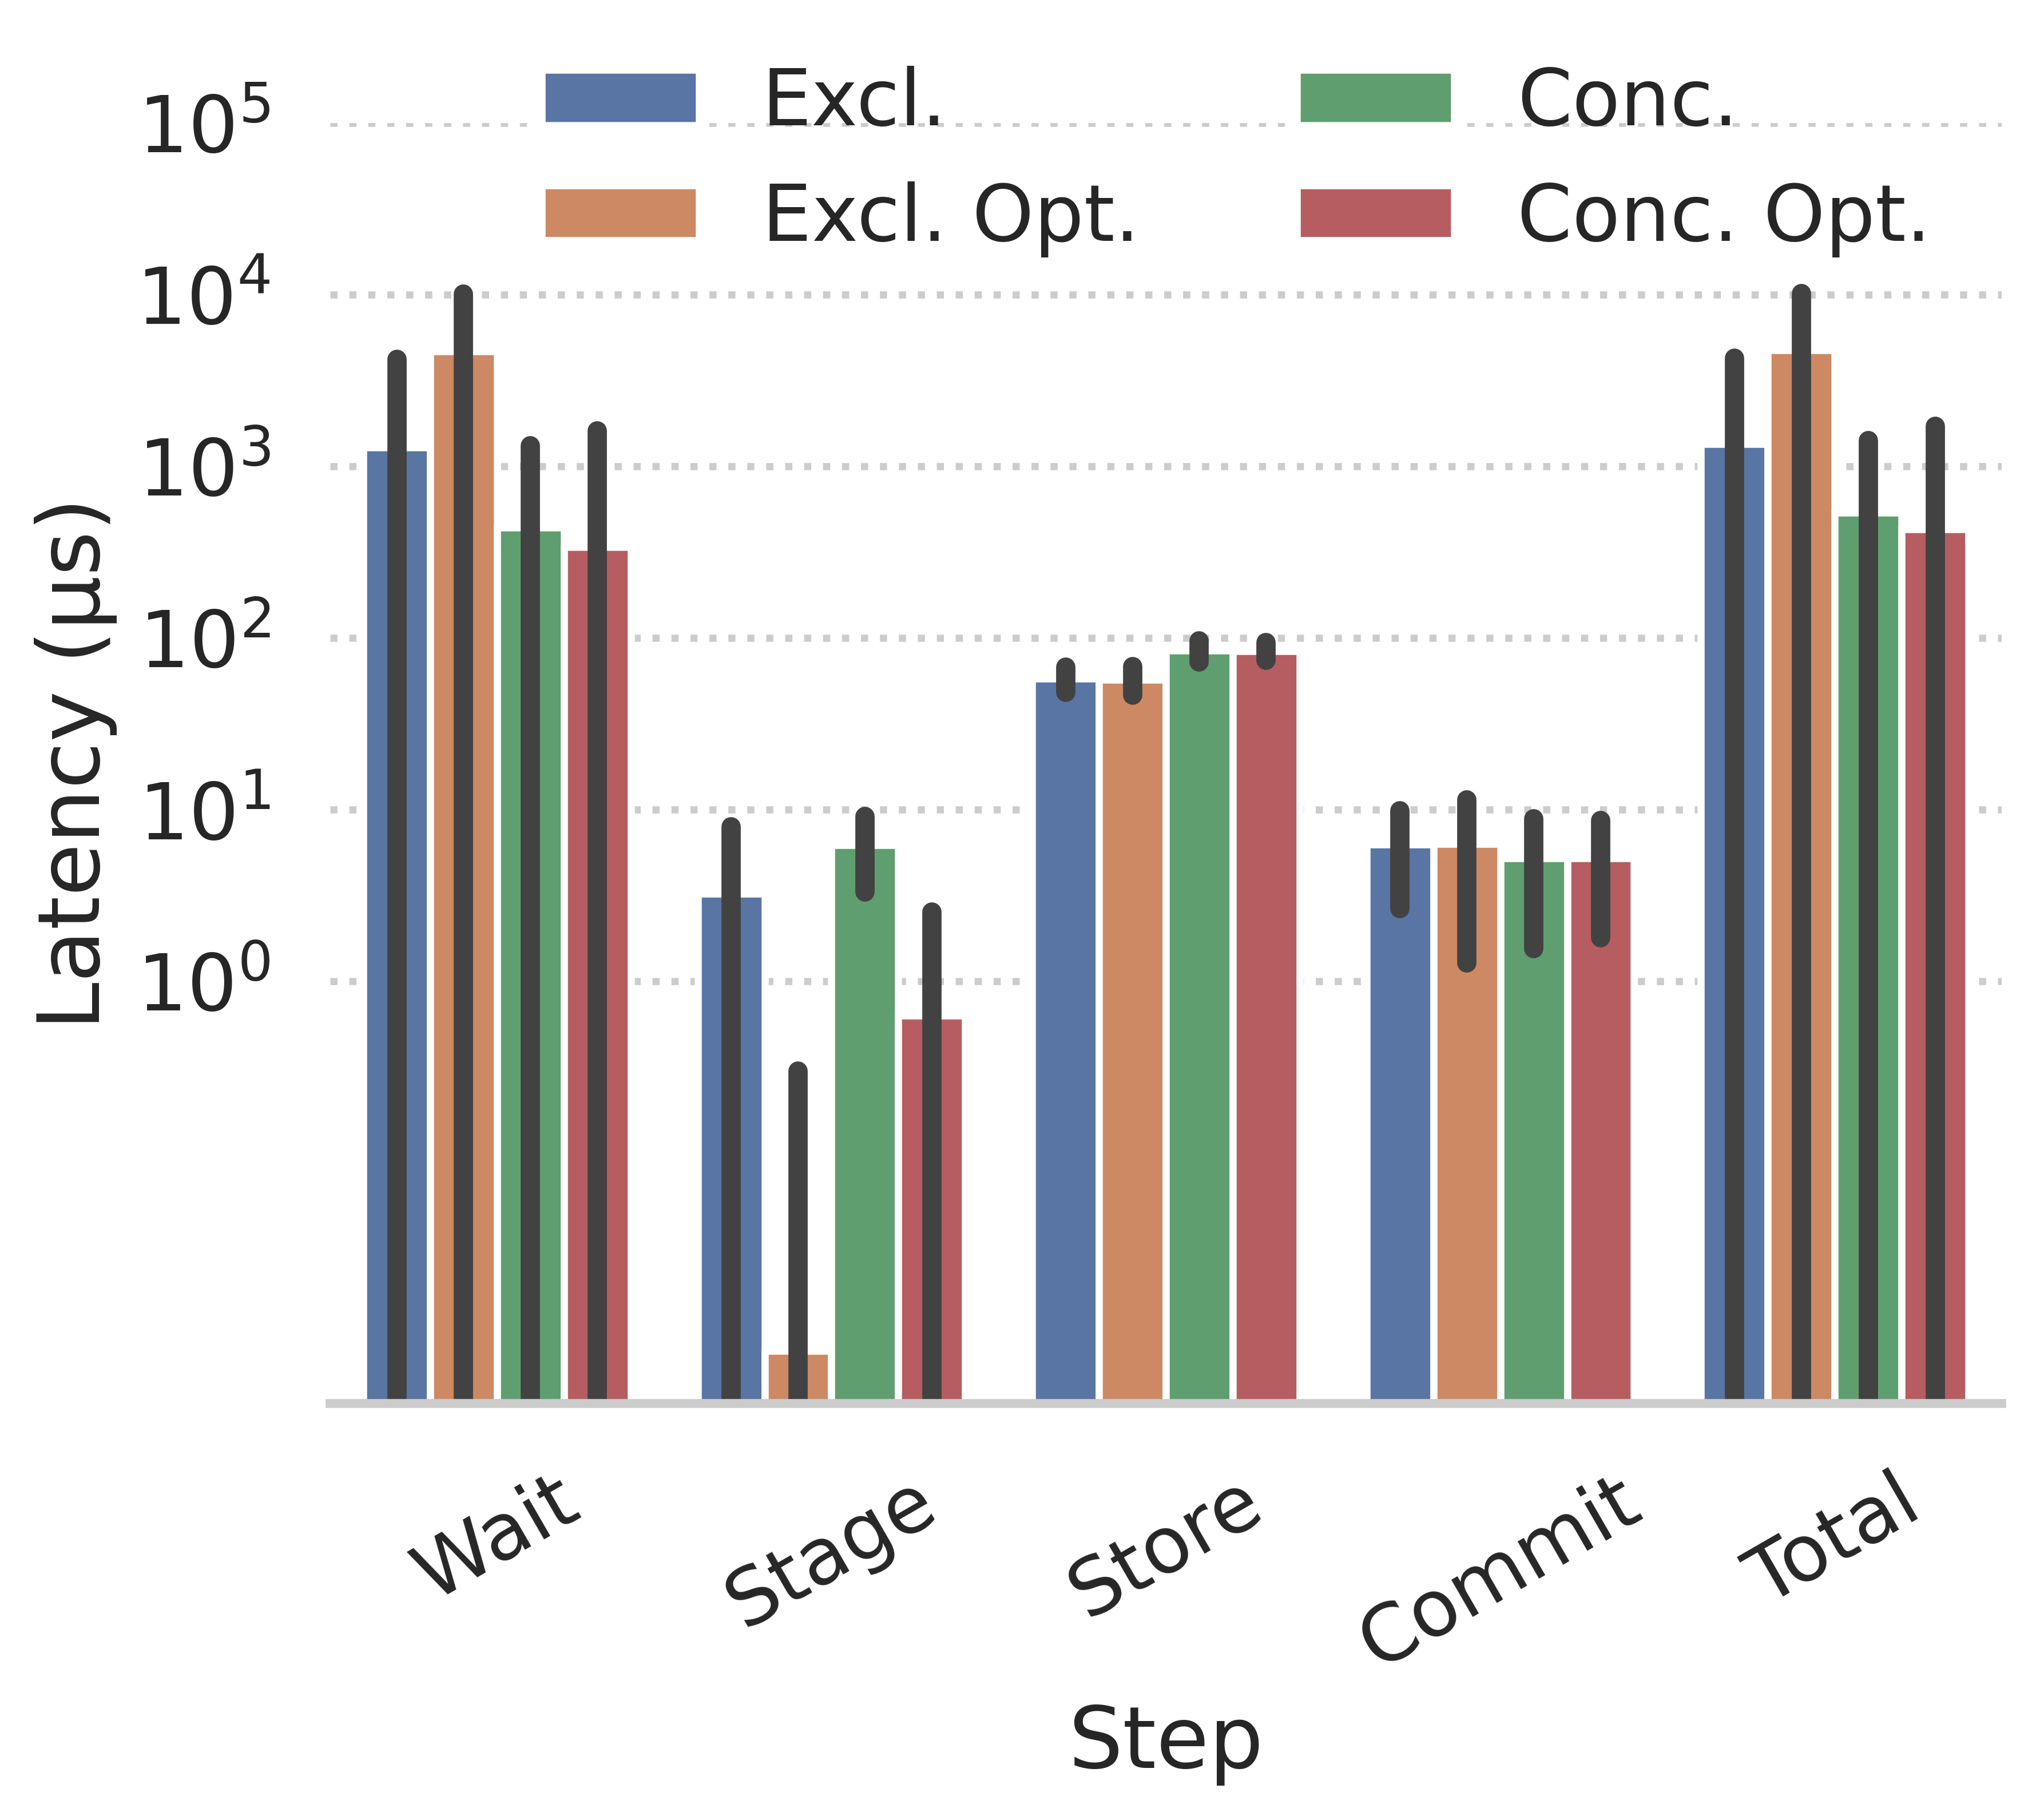 Excl.
Excl. Opt.
Conc.
Conc. Opt.
Latency (μs)
10⁵
10⁴
10³
10²
10¹
10⁰
Wait
Stage
Store
Commit
Total
Step